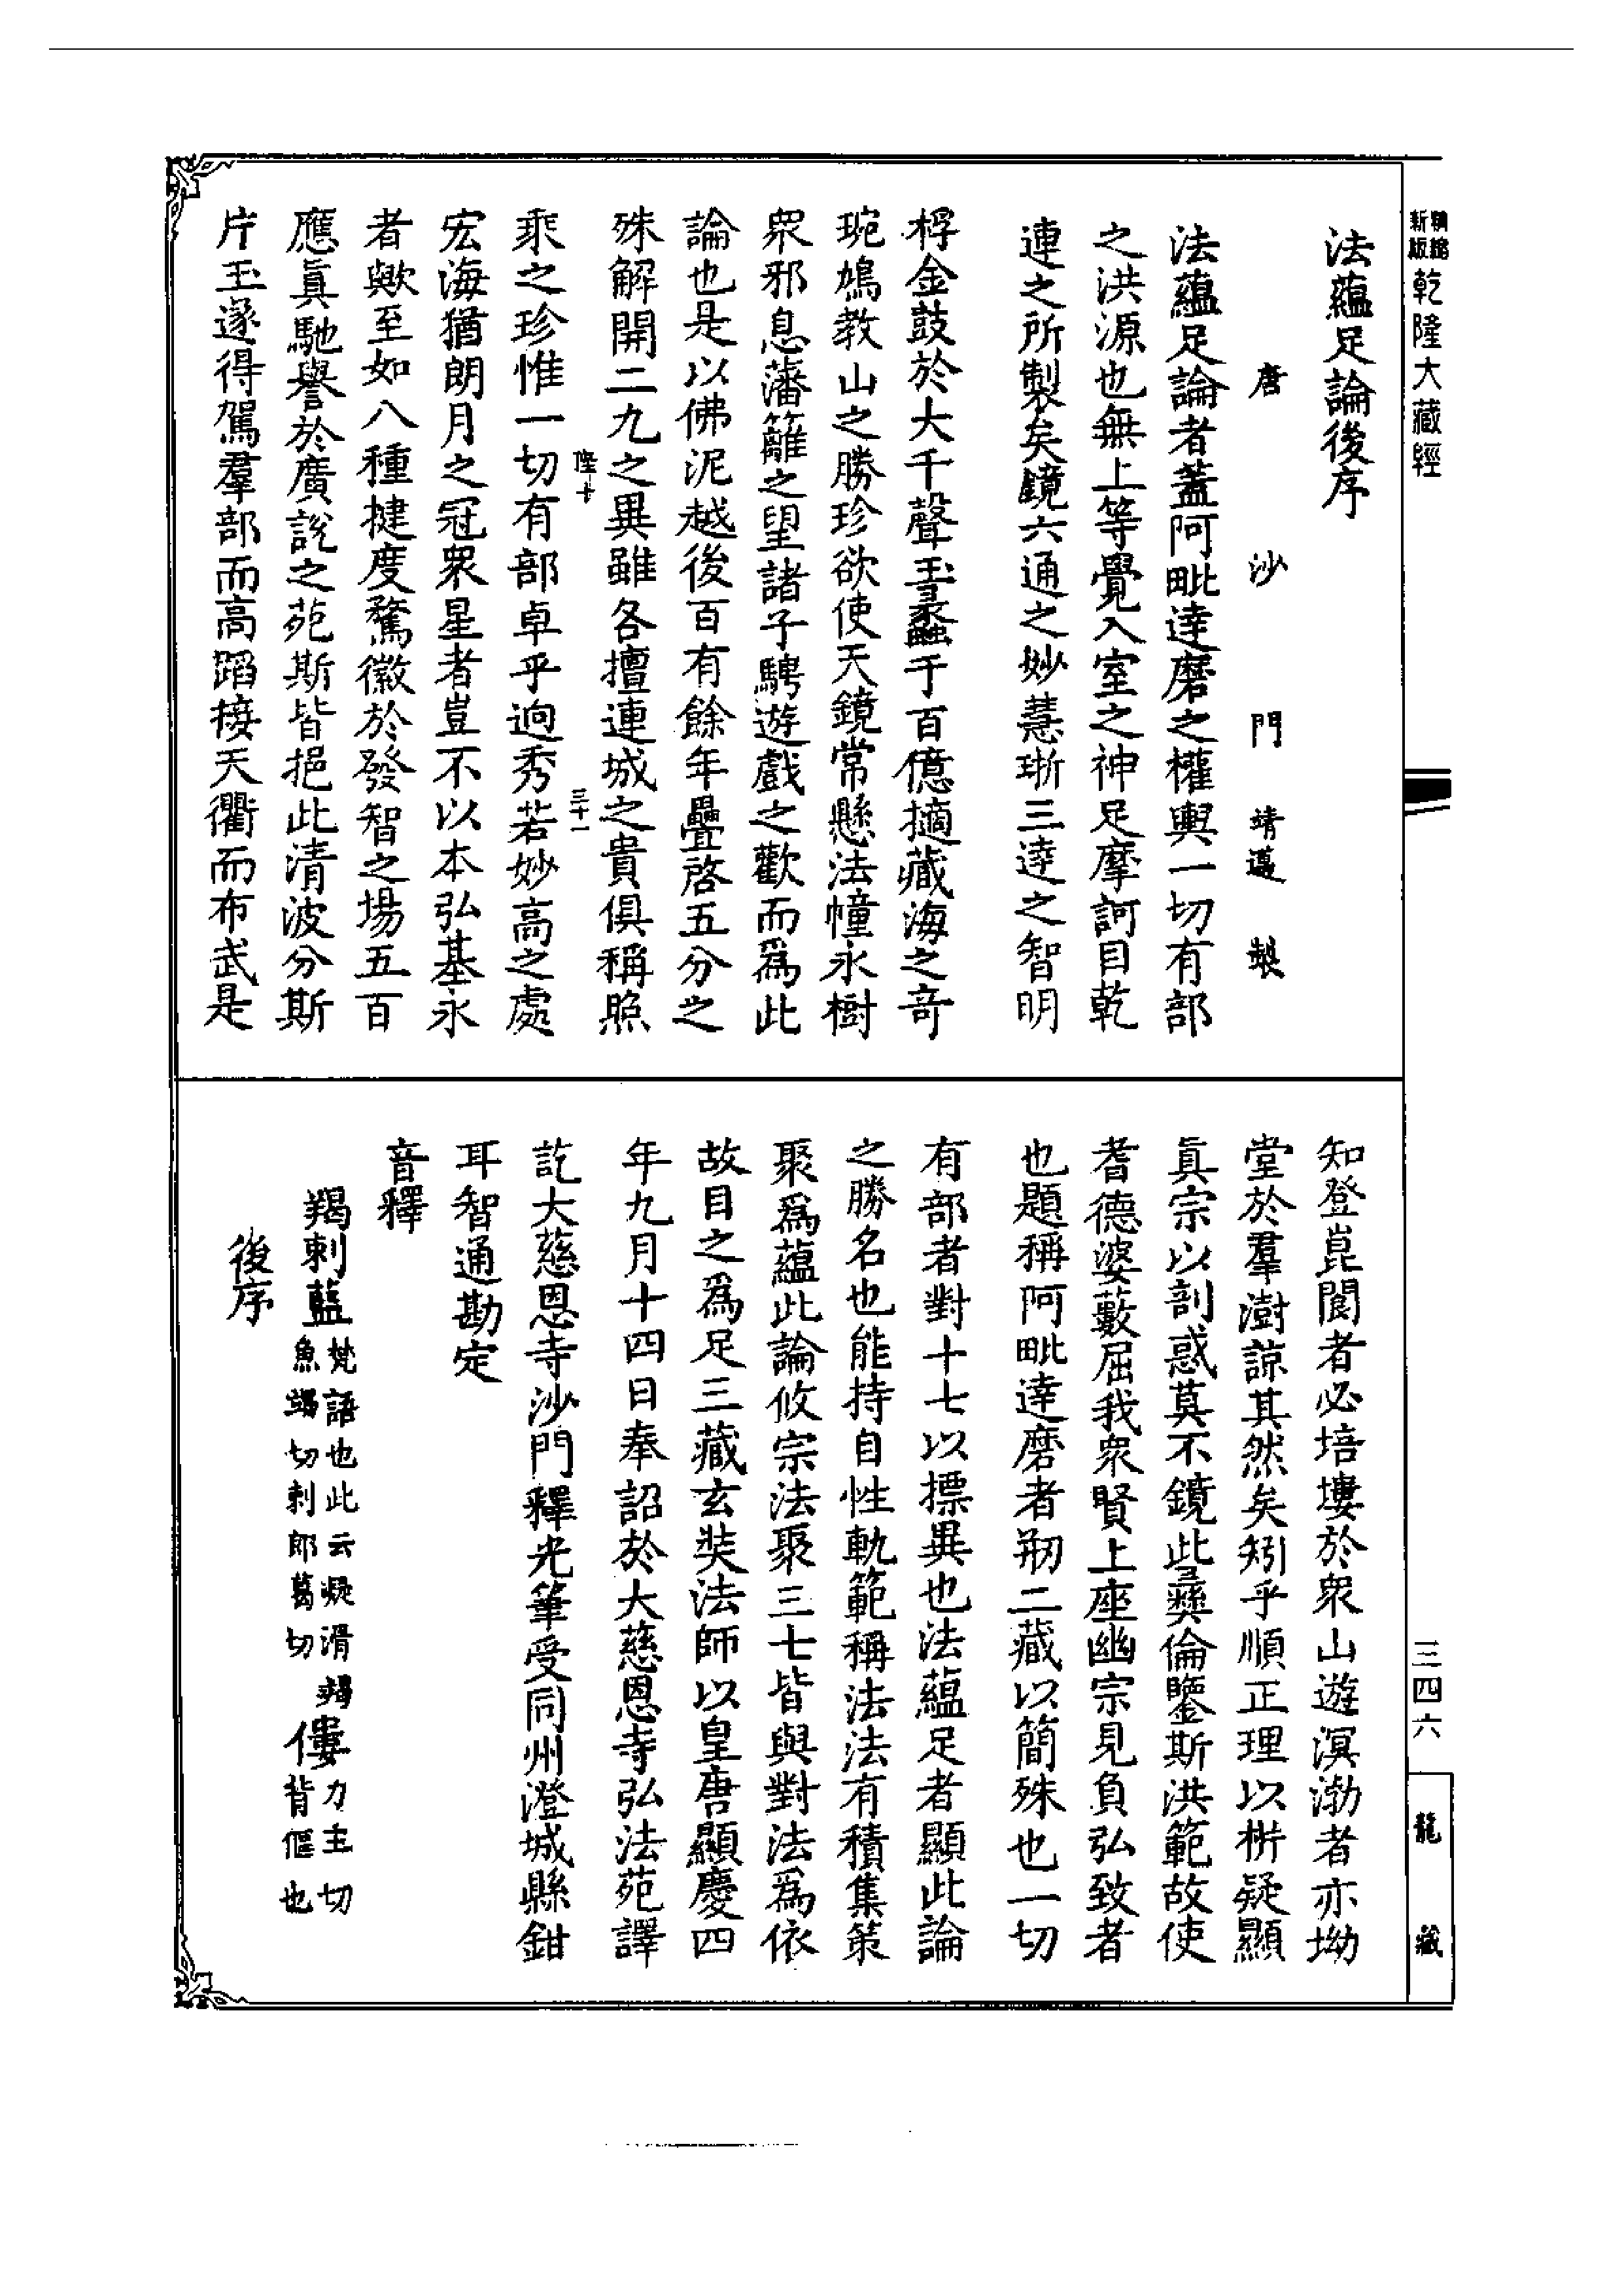 精縮新版 乾隆大藏經
法蘊足論後序
唐沙門靖邁製
法蘊足論者蓋阿毗達磨之權輿一切有部
之洪源也無上等覺入室之神足摩訶目乾
連之所製矣鏡六通之妙慧晣三達之智明
桴金鼓於大千聲玉螽于百億擿藏海之奇
琬鳩教山之勝珍欲使天鏡常懸法幢永樹
衆邪息藩籬之望諸子騁遊戲之歡而爲此
論也是以佛泥越後百有餘年疊啓五分之
殊解開二九之異雖各擅連城之貴俱稱照
隆十 三十一
乘之珍惟一切有部卓乎逈秀若妙高之處
宏海猶朗月之冠衆星者豈不以本弘基永
者歟至如八種揵度騖徽於發智之場五百
應眞馳譽於廣說之苑斯皆挹此清波分斯
片玉遂得駕羣部而高蹈接天衢而布武是
知登崑閬者必培塿於衆山遊溟渤者亦坳
堂於羣澍諒其然矣矧乎順正理以析疑顯
眞宗以剖惑莫不鏡此彝倫鑒斯洪範故使
耆德婆藪屈我衆賢上座幽宗見負弘致者
也題稱阿毗達磨者刱二藏以簡殊也一切
有部者對十七以摽異也法蘊足者顯此論
之勝名也能持自性軌範稱法法有積集策
聚爲蘊此論攸宗法聚三七皆與對法爲依
故目之爲足三藏玄奘法師以皇唐顯慶四
年九月十四日奉詔於大慈恩寺弘法苑譯
訖大慈恩寺沙門釋光筆受同州澄城縣鉗
耳智通勘定
音釋
羯剌藍 梵語也此云凝滑羯魚竭切剌郎葛切 僂 力主切背傴也
後序
三四六
龍藏